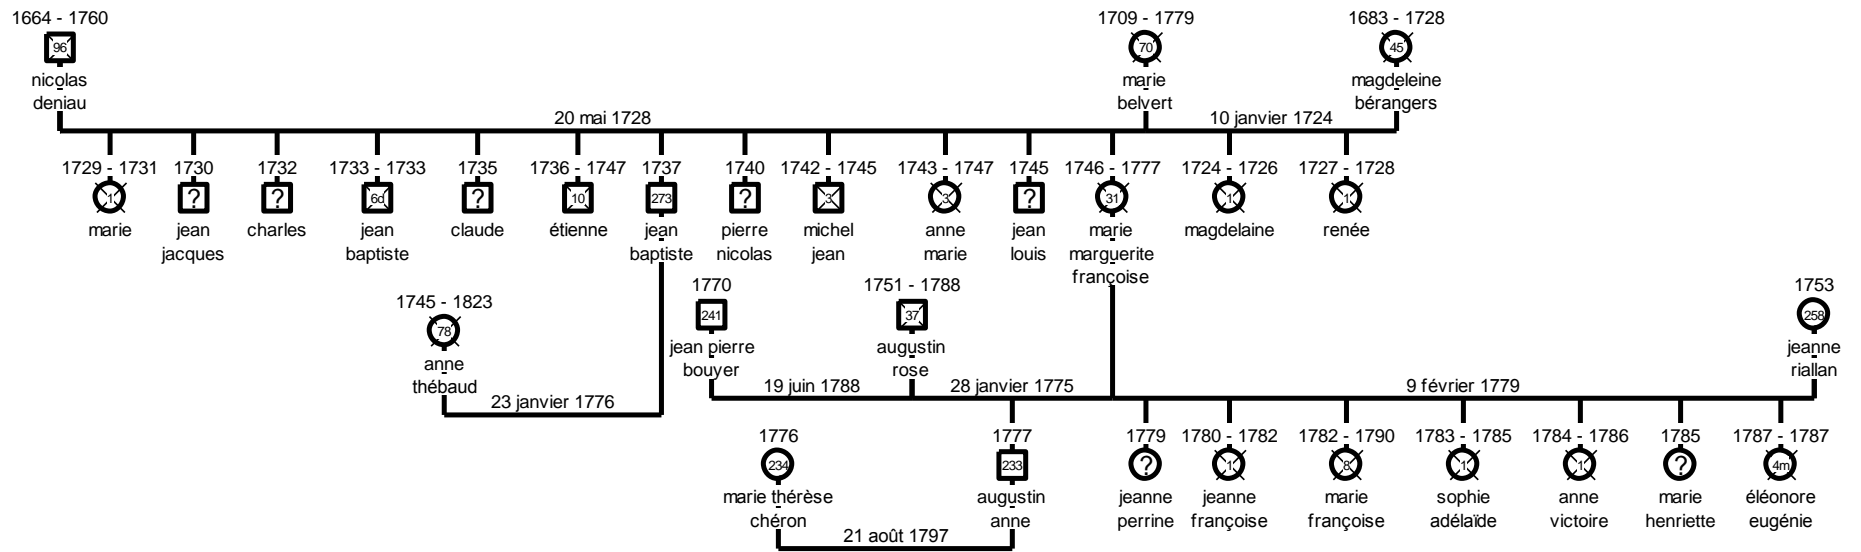 1664 - 1760
96
nicolas
deniau
1709 - 1779
70
marie
belvert
1683 - 1728
45
magdeleine
bérangers
20 mai 1728
10 janvier 1724
1729 - 1731
1
marie
1730
?
jean
jacques
1732
?
charles
1733 - 1733
6d
jean
baptiste
1735
?
claude
1736 - 1747
10
étienne
1737
273
jean
baptiste
1740
?
pierre
nicolas
1742 - 1745
3
michel
jean
1743 - 1747
3
anne
marie
1745
?
jean
louis
1746 - 1777
31
marie
marguerite
françoise
1724 - 1726
1
magdelaine
1727 - 1728
1
renée
1745 - 1823
78
anne
thébaud
23 janvier 1776
1770
241
jean pierre
bouyer
1751 - 1788
37
augustin
rose
1753
258
jeanne
riallan
19 juin 1788
28 janvier 1775
9 février 1779
1776
234
marie thérèse
chéron
1777
233
augustin
anne
1779
?
jeanne
perrine
1780 - 1782
1
jeanne
françoise
1782 - 1790
8
marie
françoise
1783 - 1785
1
sophie
adélaïde
1784 - 1786
1
anne
victoire
1785
?
marie
henriette
1787 - 1787
4m
éléonore
eugénie
21 août 1797